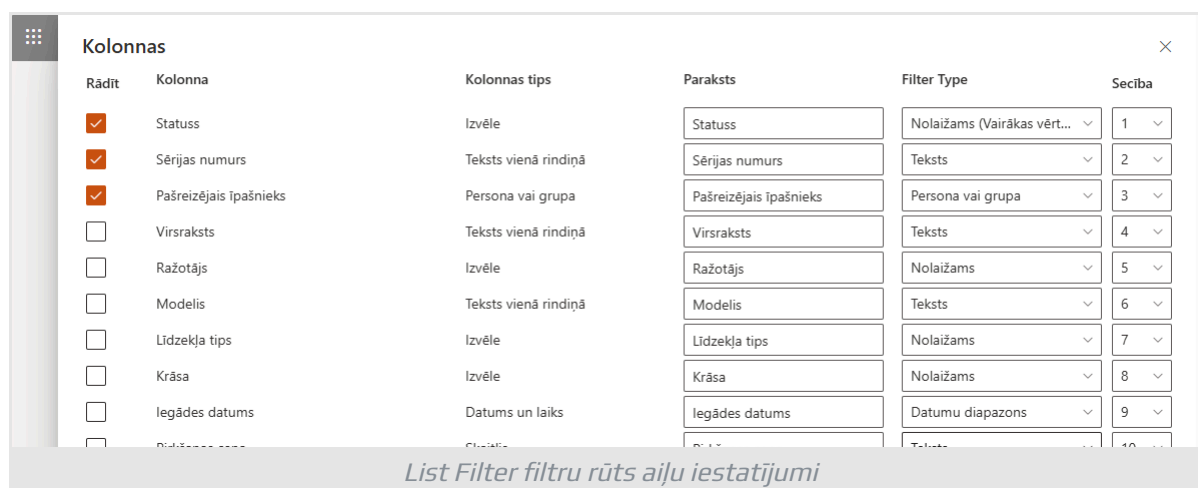 Kolonnas
Rādīt Kolonna Kolonnas tips Paraksts Filter Type Secība
Statuss Izvēle Statuss Nolaižams (Vairākas vērt... 1
Sērijas numurs Teksts vienā rindiņā Sērijas numurs Teksts 2
Pašreizējais īpašnieks Persona vai grupa Pašreizējais īpašnieks Persona vai grupa 3
Virsraksts Teksts vienā rindiņā Virsraksts Teksts 4
Ražotājs Izvēle Ražotājs Nolaižams 5
Modelis Teksts vienā rindiņā Modelis Teksts 6
Līdzekļa tips Izvēle Līdzekļa tips Nolaižams 7
Krāsa Izvēle Krāsa Nolaižams 8
Iegādes datums Datums un laiks Iegādes datums Datumu diapazons 9
List Filter filtru rūts aiļu iestatījumi